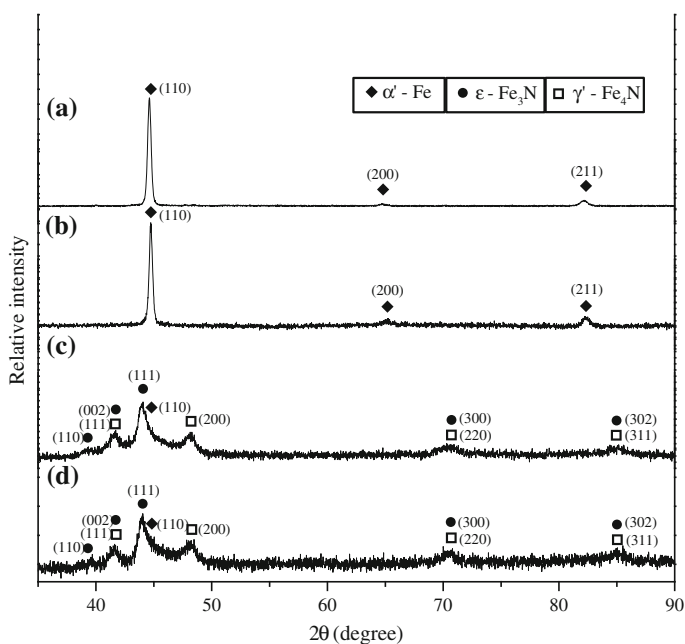 (110)
α' - Fe
ε - Fe₃N
γ' - Fe₄N
(a)
(200)
(211)
(110)
(b)
(200)
(211)
(c)
(111)
(002)
(111)
(110)
(110)
(200)
(300)
(220)
(302)
(311)
(d)
(111)
(002)
(111)
(110)
(110)
(200)
(300)
(220)
(302)
(311)
Relative intensity
40 50 60 70 80 90
2θ (degree)